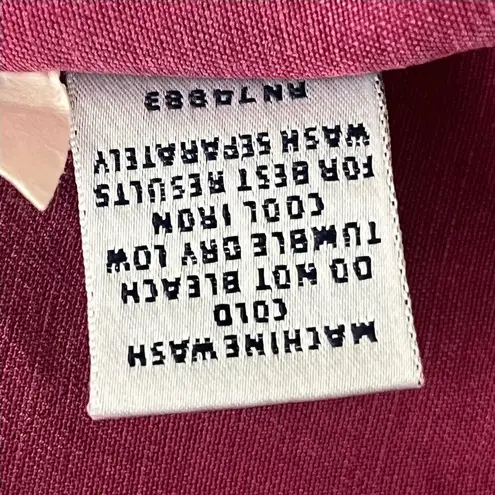 MACHINE WASH
COLD
DO NOT BLEACH
TUMBLE DRY LOW
COOL IRON
FOR BEST RESULTS
WASH SEPARATELY
RN74883